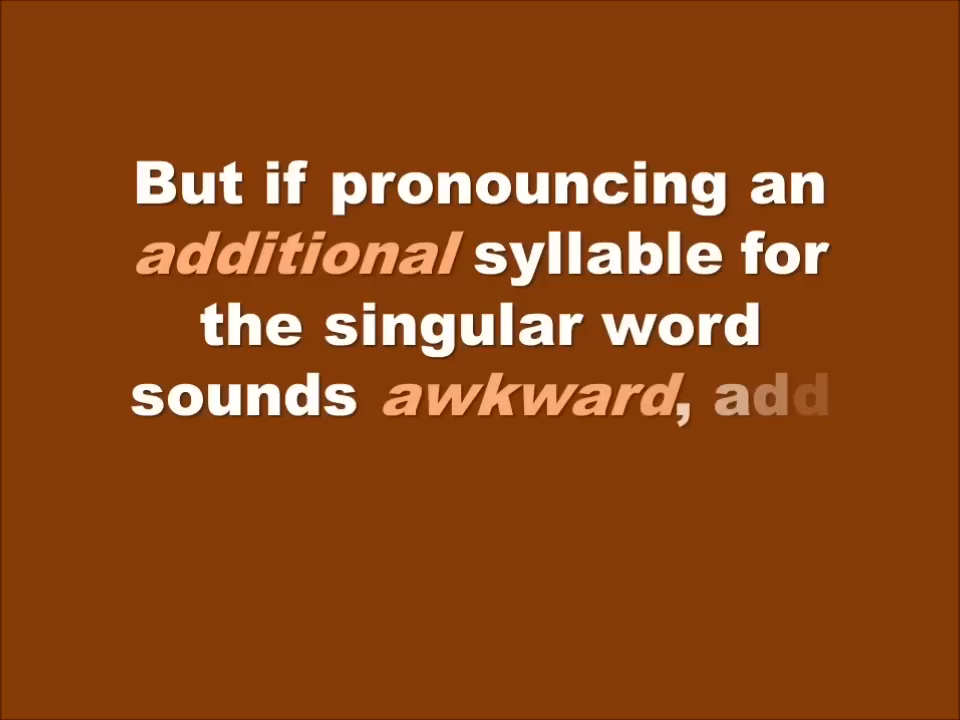 But if pronouncing an
additional syllable for
the singular word
sounds awkward, add